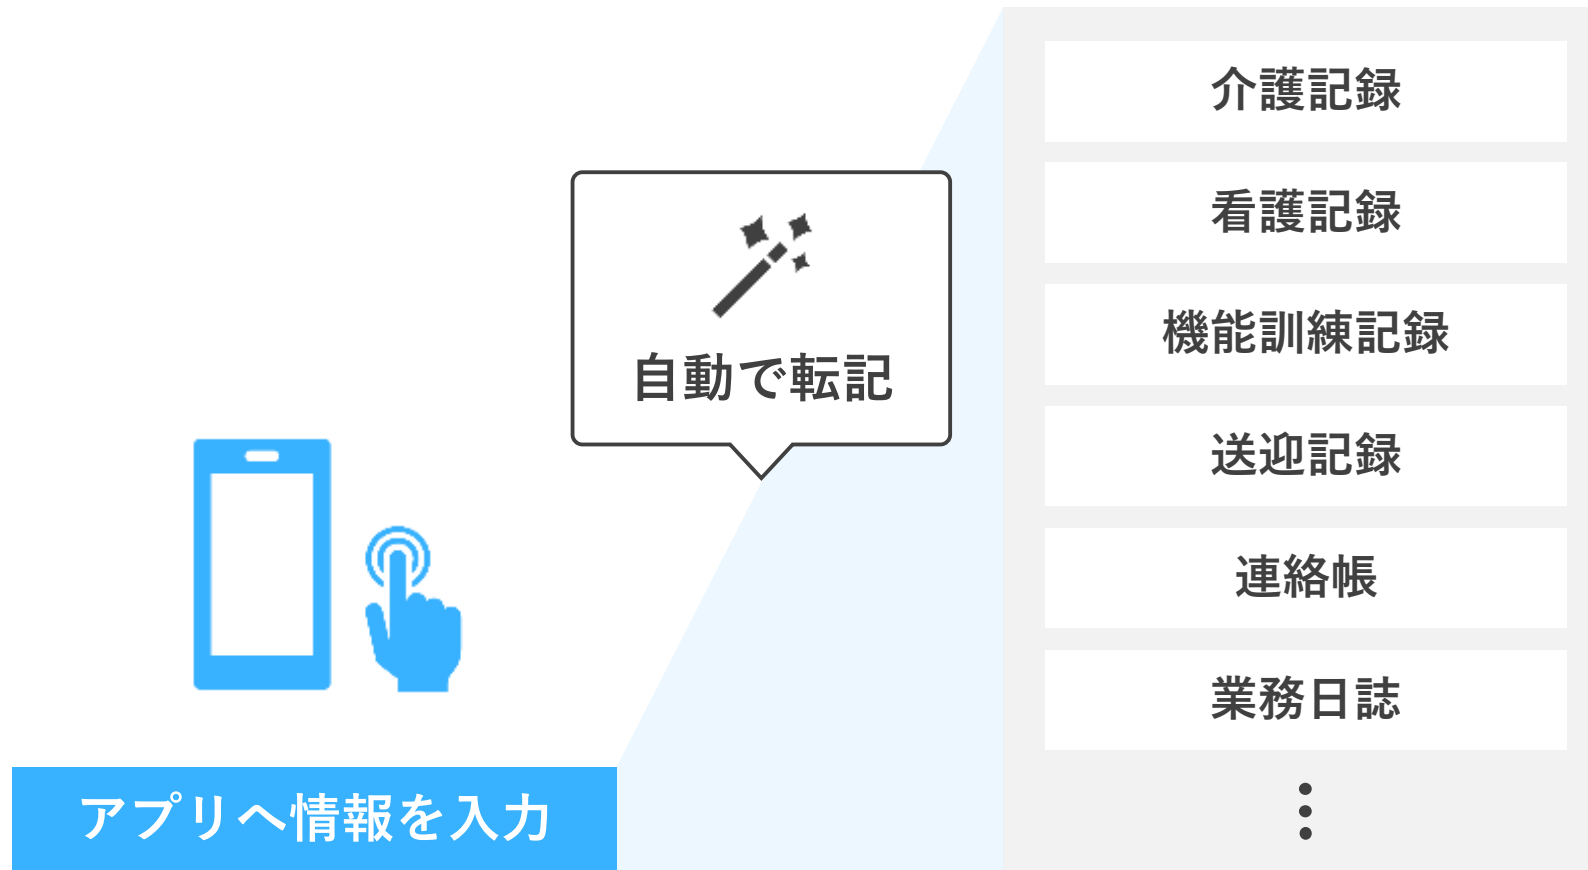 自動で転記
アプリへ情報を入力
介護記録
看護記録
機能訓練記録
送迎記録
連絡帳
業務日誌